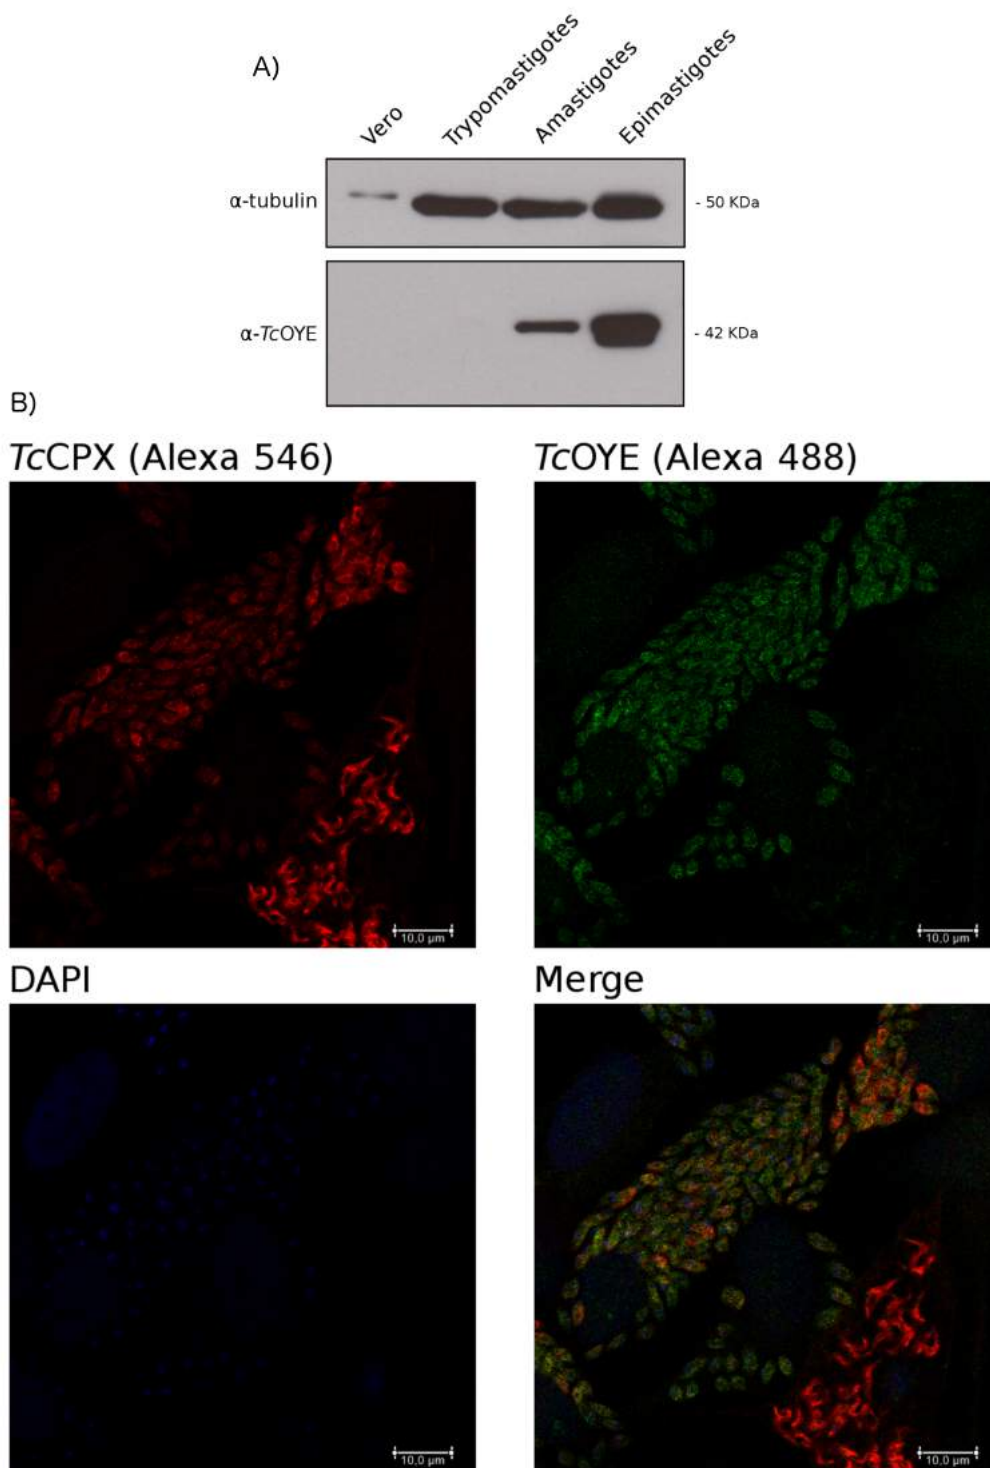 A)
Vero
Trypomastigotes
Amastigotes
Epimastigotes
α-tubulin
- 50 KDa
α-TcOYE
- 42 KDa
B)
TcCPX (Alexa 546)
TcOYE (Alexa 488)
10,0 µm
10,0 µm
DAPI
Merge
10,0 µm
10,0 µm